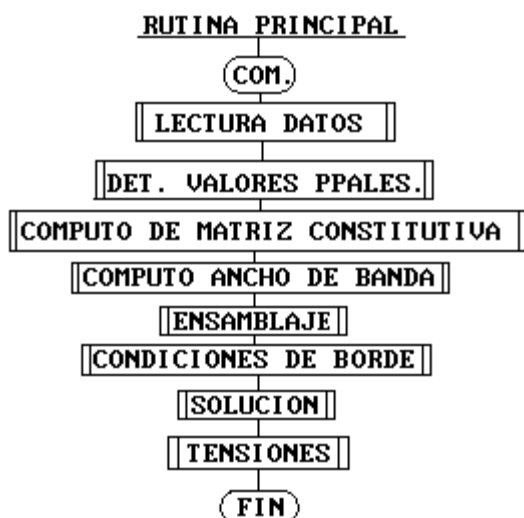 RUTINA PRINCIPAL
COM.
LECTURA DATOS
DET. VALORES PPALES.
COMPUTO DE MATRIZ CONSTITUTIVA
COMPUTO ANCHO DE BANDA
ENSAMBLAJE
CONDICIONES DE BORDE
SOLUCION
TENSIONES
FIN